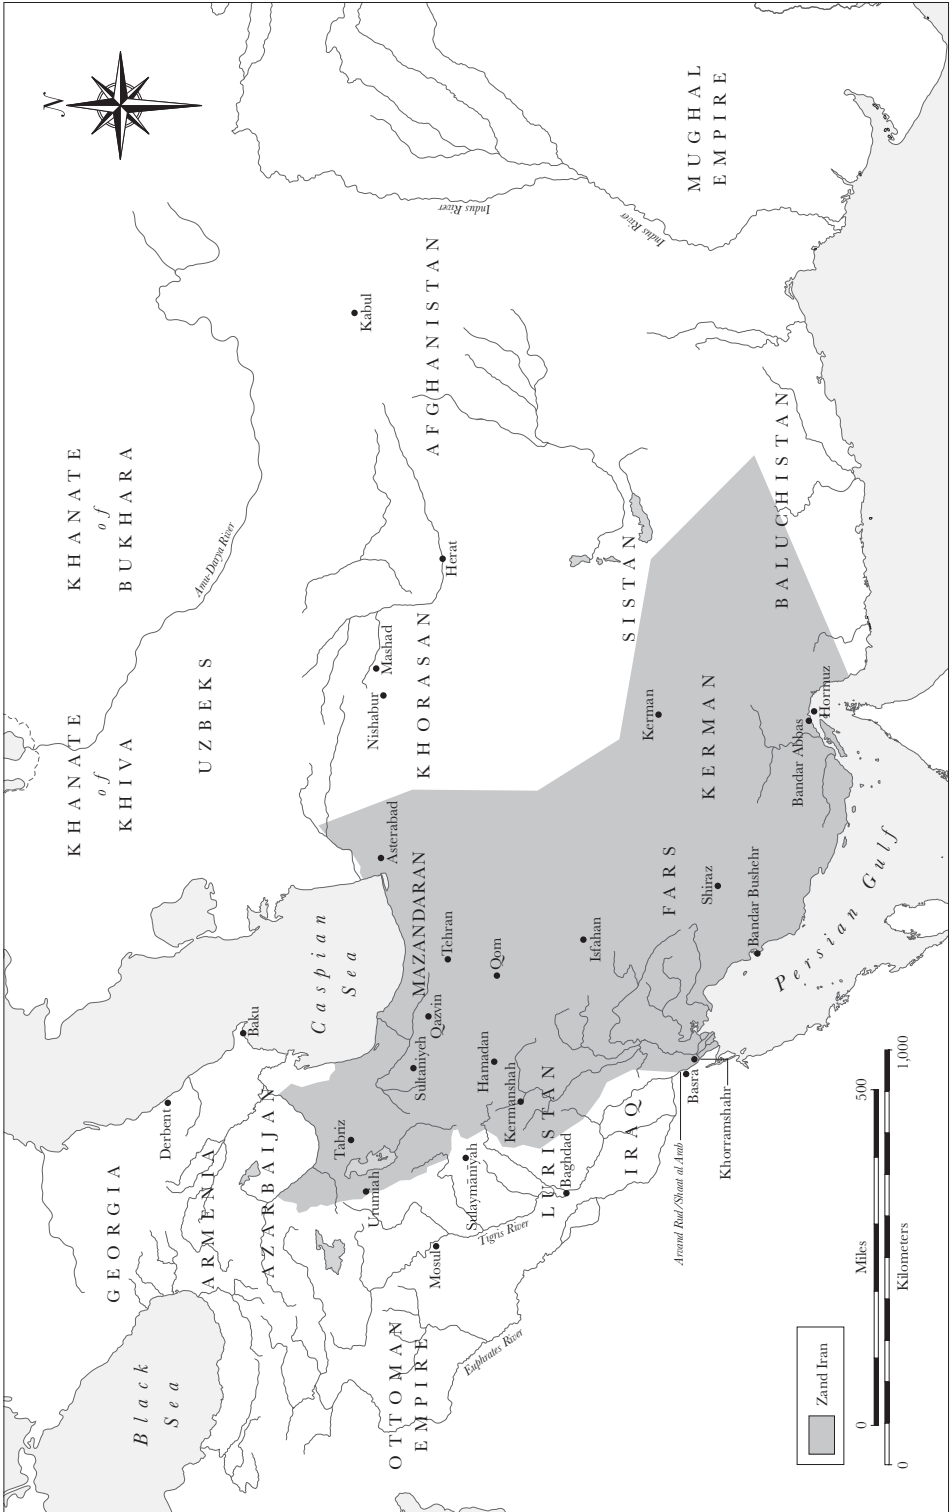 N
Black
Sea
GEORGIA
Derbent
Baku
ARMENIA
AZARBAIJAN
Caspian
Sea
KHANATE
of
KHIVA
KHANATE
of
BUKHARA
UZBEKS
Amu-Darya River
Tabriz
Urumiah
Asterabad
Nishabur
Mashad
Kabul
OTTOMAN
EMPIRE
Mosul
Sulaymāniyah
Sultaniyeh
Qazvin
MAZANDARAN
Tehran
KHORASAN
Herat
AFGHANISTAN
Indus River
Euphrates River
Tigris River
Hamadan
Qom
Kermanshah
LURISTAN
Baghdad
Isfahan
IRAQ
SISTAN
Indus River
Arvand Rud/Shaat al Arab
Basra
Khorramshahr
FARS
Shiraz
Kerman
KERMAN
MUGHAL
EMPIRE
Bandar Bushehr
BALUCHISTAN
Persian Gulf
Bandar Abbas
Hormuz
Zand Iran
0
Miles
500
0
Kilometers
1,000